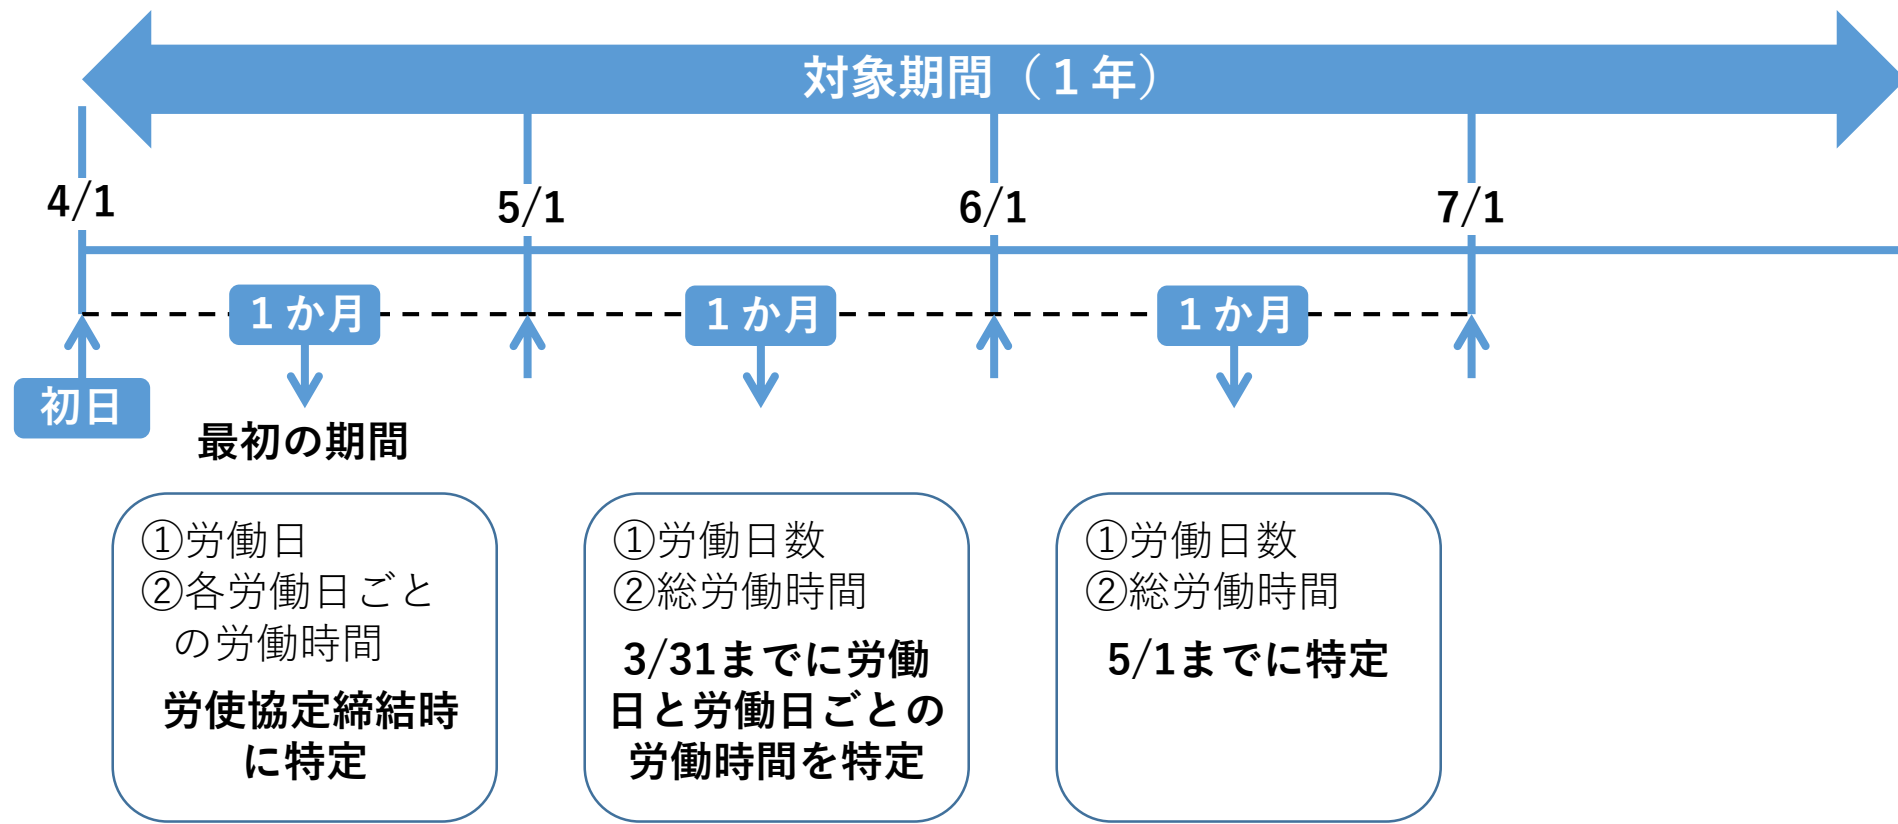 対象期間（１年）
4/1
5/1
6/1
7/1
１か月
１か月
１か月
初日
最初の期間
①労働日
②各労働日ごと
の労働時間
労使協定締結時
に特定
①労働日数
②総労働時間
3/31までに労働
日と労働日ごとの
労働時間を特定
①労働日数
②総労働時間
5/1までに特定